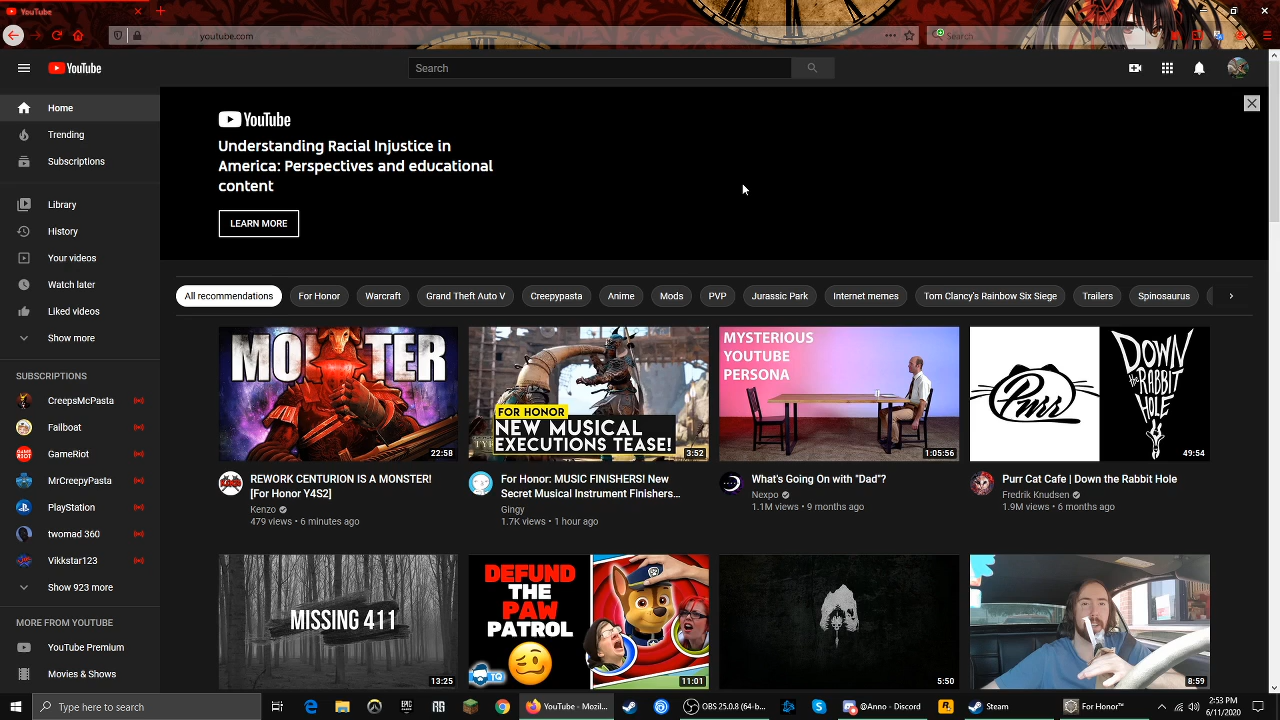 YouTube
youtube.com
Search
YouTube
Search
Home
Trending
Subscriptions
Library
History
Your videos
Watch later
Liked videos
Show more
SUBSCRIPTIONS
CreepsMcPasta
Failboat
GameRiot
MrCreepyPasta
PlayStation
twomad 360
Vikkstar123
Show 923 more
MORE FROM YOUTUBE
YouTube Premium
Movies & Shows
YouTube
Understanding Racial Injustice in
America: Perspectives and educational
content
LEARN MORE
All recommendations
For Honor
Warcraft
Grand Theft Auto V
Creepypasta
Anime
Mods
PVP
Jurassic Park
Internet memes
Tom Clancy's Rainbow Six Siege
Trailers
Spinosaurus
MONSTER
22:58
REWORK CENTURION IS A MONSTER!
[For Honor Y4S2]
Kenzo
479 views • 6 minutes ago
FOR HONOR
NEW MUSICAL
EXECUTIONS TEASE!
3:52
For Honor: MUSIC FINISHERS! New
Secret Musical Instrument Finishers...
Gingy
1.7K views • 1 hour ago
MYSTERIOUS
YOUTUBE
PERSONA
1:05:56
What's Going On with "Dad"?
Nexpo
1.1M views • 9 months ago
Purr
DOWN
the RABBIT
HOLE
49:54
Purr Cat Cafe | Down the Rabbit Hole
Fredrik Knudsen
1.9M views • 6 months ago
MISSING 411
13:25
DEFUND
THE
PAW
PATROL
TQ
11:01
5:50
8:59
Type here to search
YouTube - Mozil...
OBS 25.0.8 (64-b...
@Anno - Discord
Steam
For Honor™
2:53 PM
6/11/2020